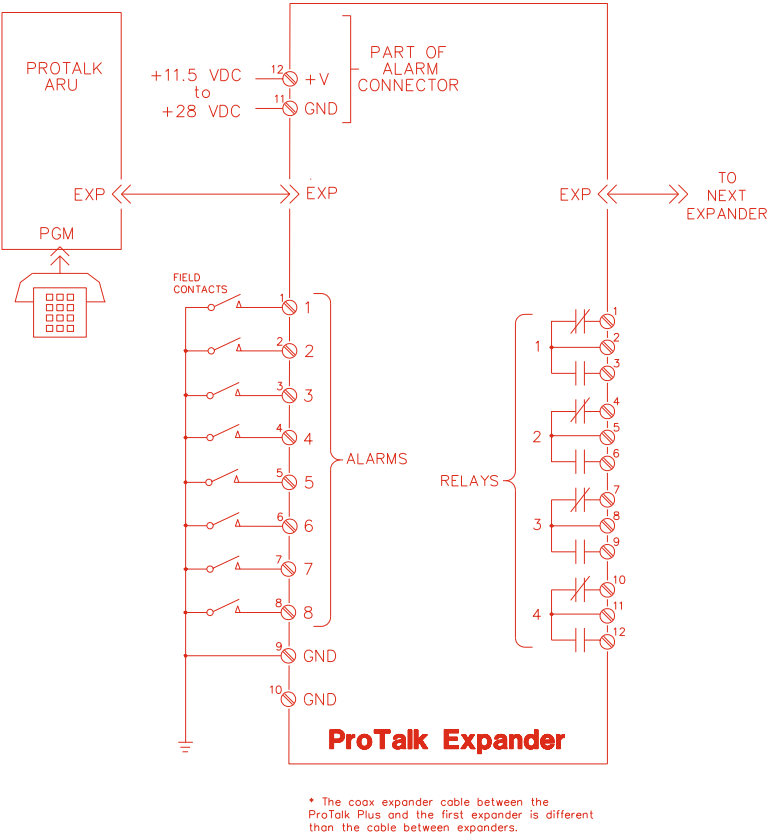 PROTALK
ARU
+11.5 VDC
to
+28 VDC
12
+V
11
GND
PART OF
ALARM
CONNECTOR
EXP
EXP
EXP
TO
NEXT
EXPANDER
PGM
FIELD
CONTACTS
1
1
2
2
3
3
4
4
5
5
6
6
7
7
8
8
9
GND
10
GND
ALARMS
RELAYS
1
1
2
3
2
4
5
6
3
7
8
9
4
10
11
12
ProTalk Expander
* The coax expander cable between the
ProTalk Plus and the first expander is different
than the cable between expanders.